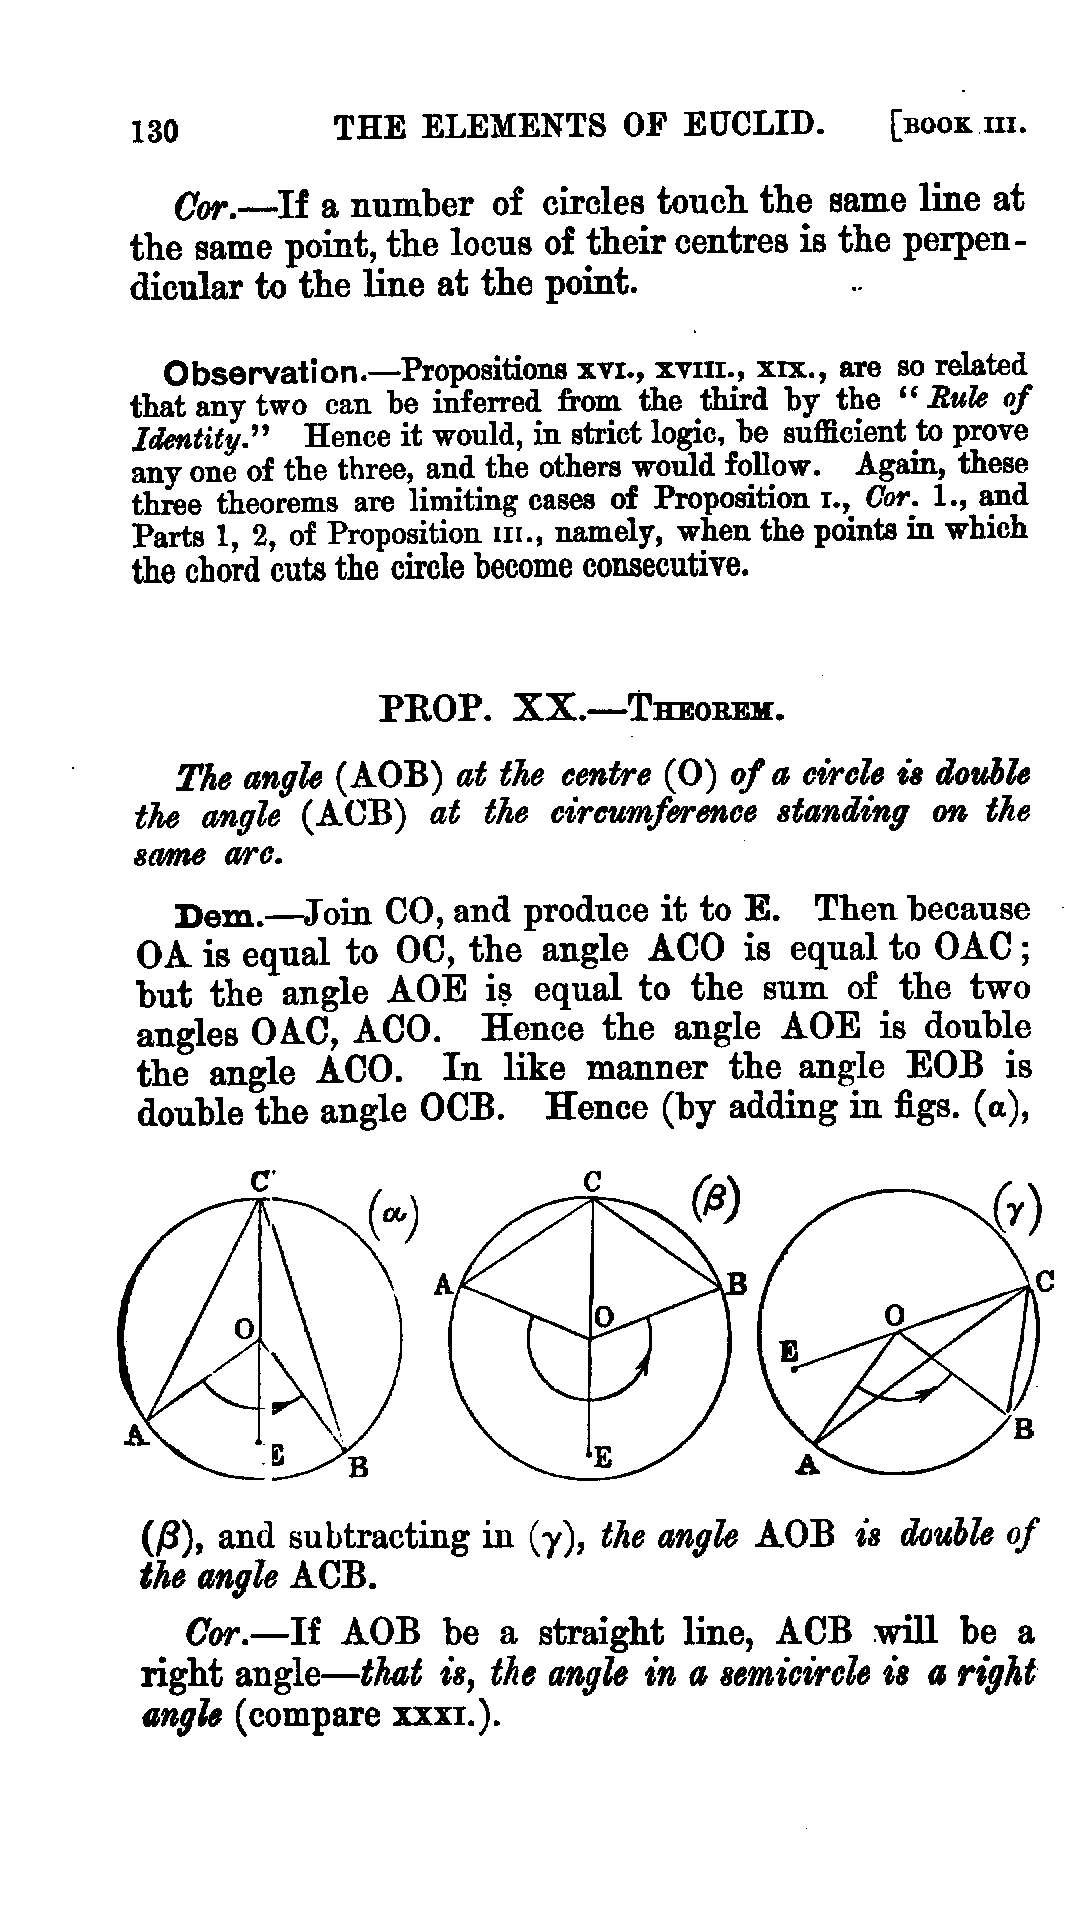 130 THE ELEMENTS OF EUCLID. [BOOK III.
Cor.—If a number of circles touch the same line at
the same point, the locus of their centres is the perpen-
dicular to the line at the point.
Observation.—Propositions XVI., XVIII., XIX., are so related
that any two can be inferred from the third by the “Rule of
Identity.” Hence it would, in strict logic, be sufficient to prove
any one of the three, and the others would follow. Again, these
three theorems are limiting cases of Proposition I., Cor. 1., and
Parts 1, 2, of Proposition III., namely, when the points in which
the chord cuts the circle become consecutive.
PROP. XX.—THEOREM.
The angle (AOB) at the centre (O) of a circle is double
the angle (ACB) at the circumference standing on the
same arc.
Dem.—Join CO, and produce it to E. Then because
OA is equal to OC, the angle ACO is equal to OAC;
but the angle AOE is equal to the sum of the two
angles OAC, ACO. Hence the angle AOE is double
the angle ACO. In like manner the angle EOB is
double the angle OCB. Hence (by adding in figs. (α),
C (α)
O
A
E
B
C (β)
A B
O
E
(γ)
C
O
E
B
A
(β), and subtracting in (γ), the angle AOB is double of
the angle ACB.
Cor.—If AOB be a straight line, ACB will be a
right angle—that is, the angle in a semicircle is a right
angle (compare XXXI.).